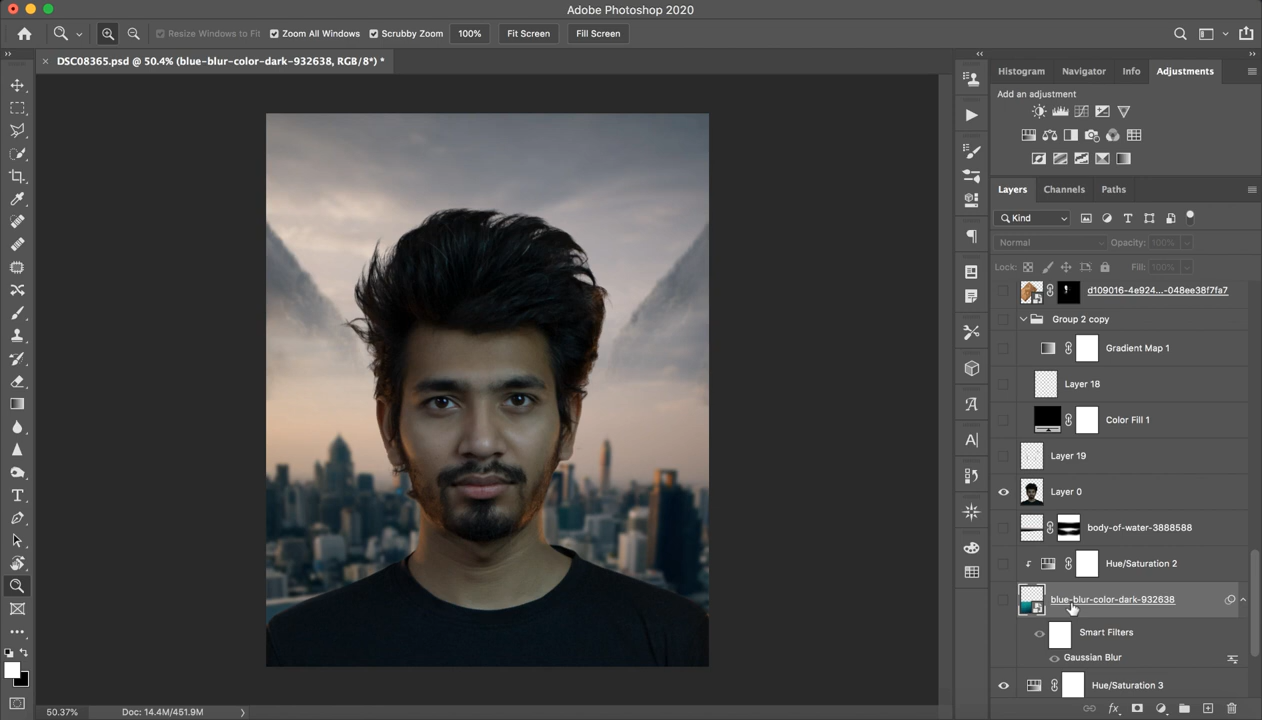 Adobe Photoshop 2020
Resize Windows to Fit Zoom All Windows Scrubby Zoom 100% Fit Screen Fill Screen
DSC08365.psd @ 50.4% (blue-blur-color-dark-932638, RGB/8*) *
Histogram Navigator Info Adjustments
Add an adjustment
Layers Channels Paths
Kind
Normal Opacity: 100%
Lock: Fill: 100%
d109016-4e924...-048ee38f7fa7
Group 2 copy
Gradient Map 1
Layer 18
Color Fill 1
Layer 19
Layer 0
body-of-water-3888588
Hue/Saturation 2
blue-blur-color-dark-932638
Smart Filters
Gaussian Blur
Hue/Saturation 3
50.37% Doc: 14.4M/451.9M